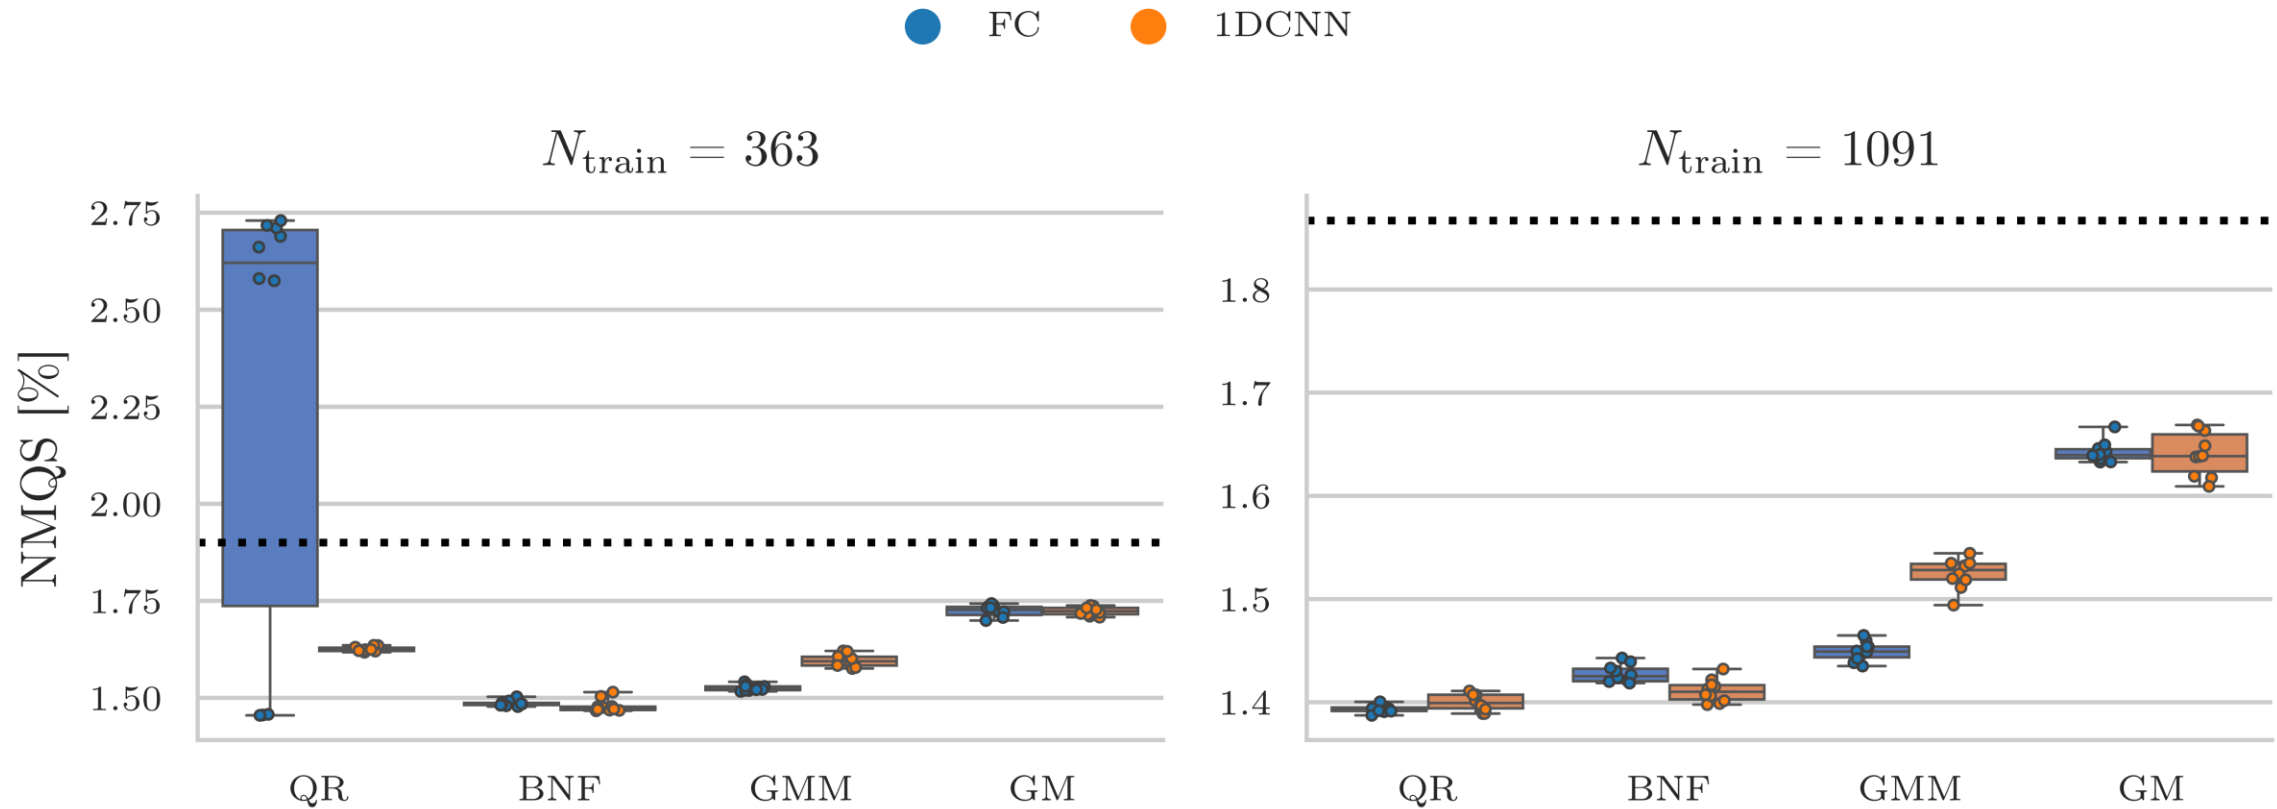 FC 1DCNN
N_train = 363
N_train = 1091
NMQS [%]
2.75
2.50
2.25
2.00
1.75
1.50
QR BNF GMM GM
1.8
1.7
1.6
1.5
1.4
QR BNF GMM GM